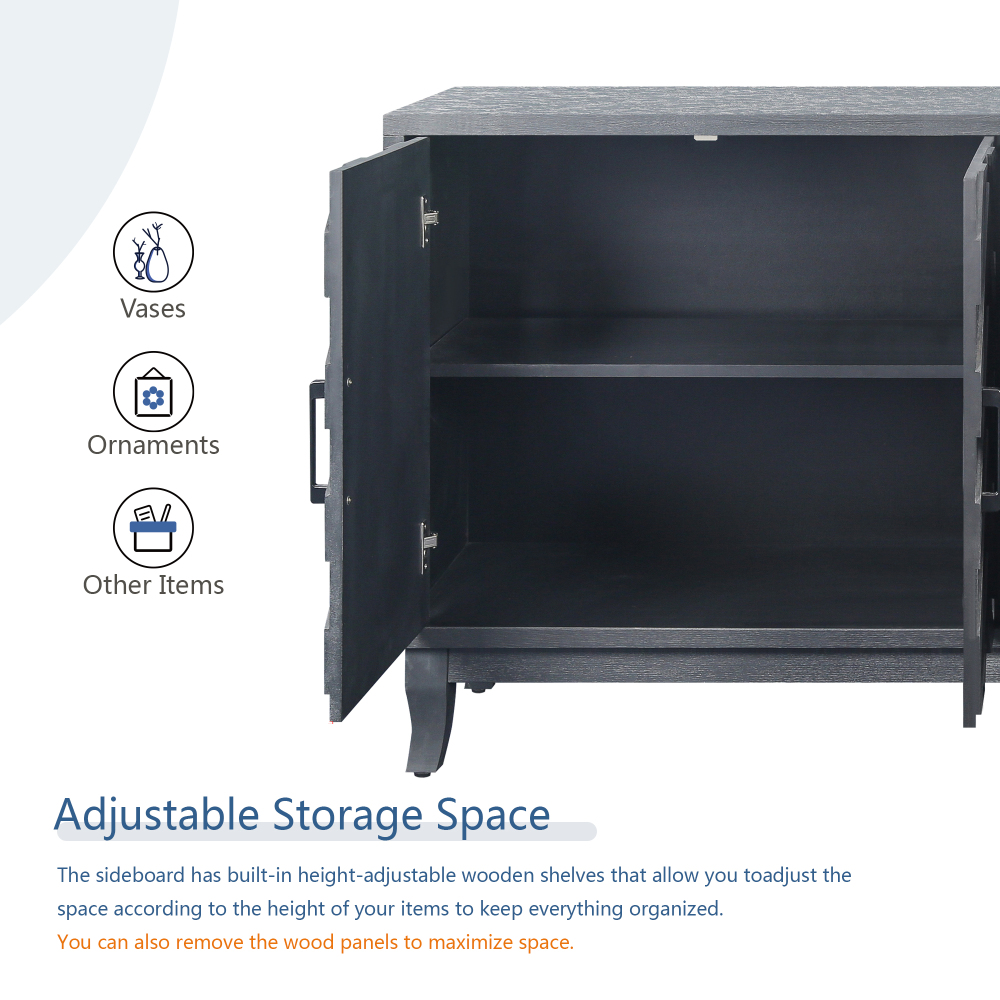 Vases
Ornaments
Other Items
Adjustable Storage Space
The sideboard has built-in height-adjustable wooden shelves that allow you toadjust the
space according to the height of your items to keep everything organized.
You can also remove the wood panels to maximize space.